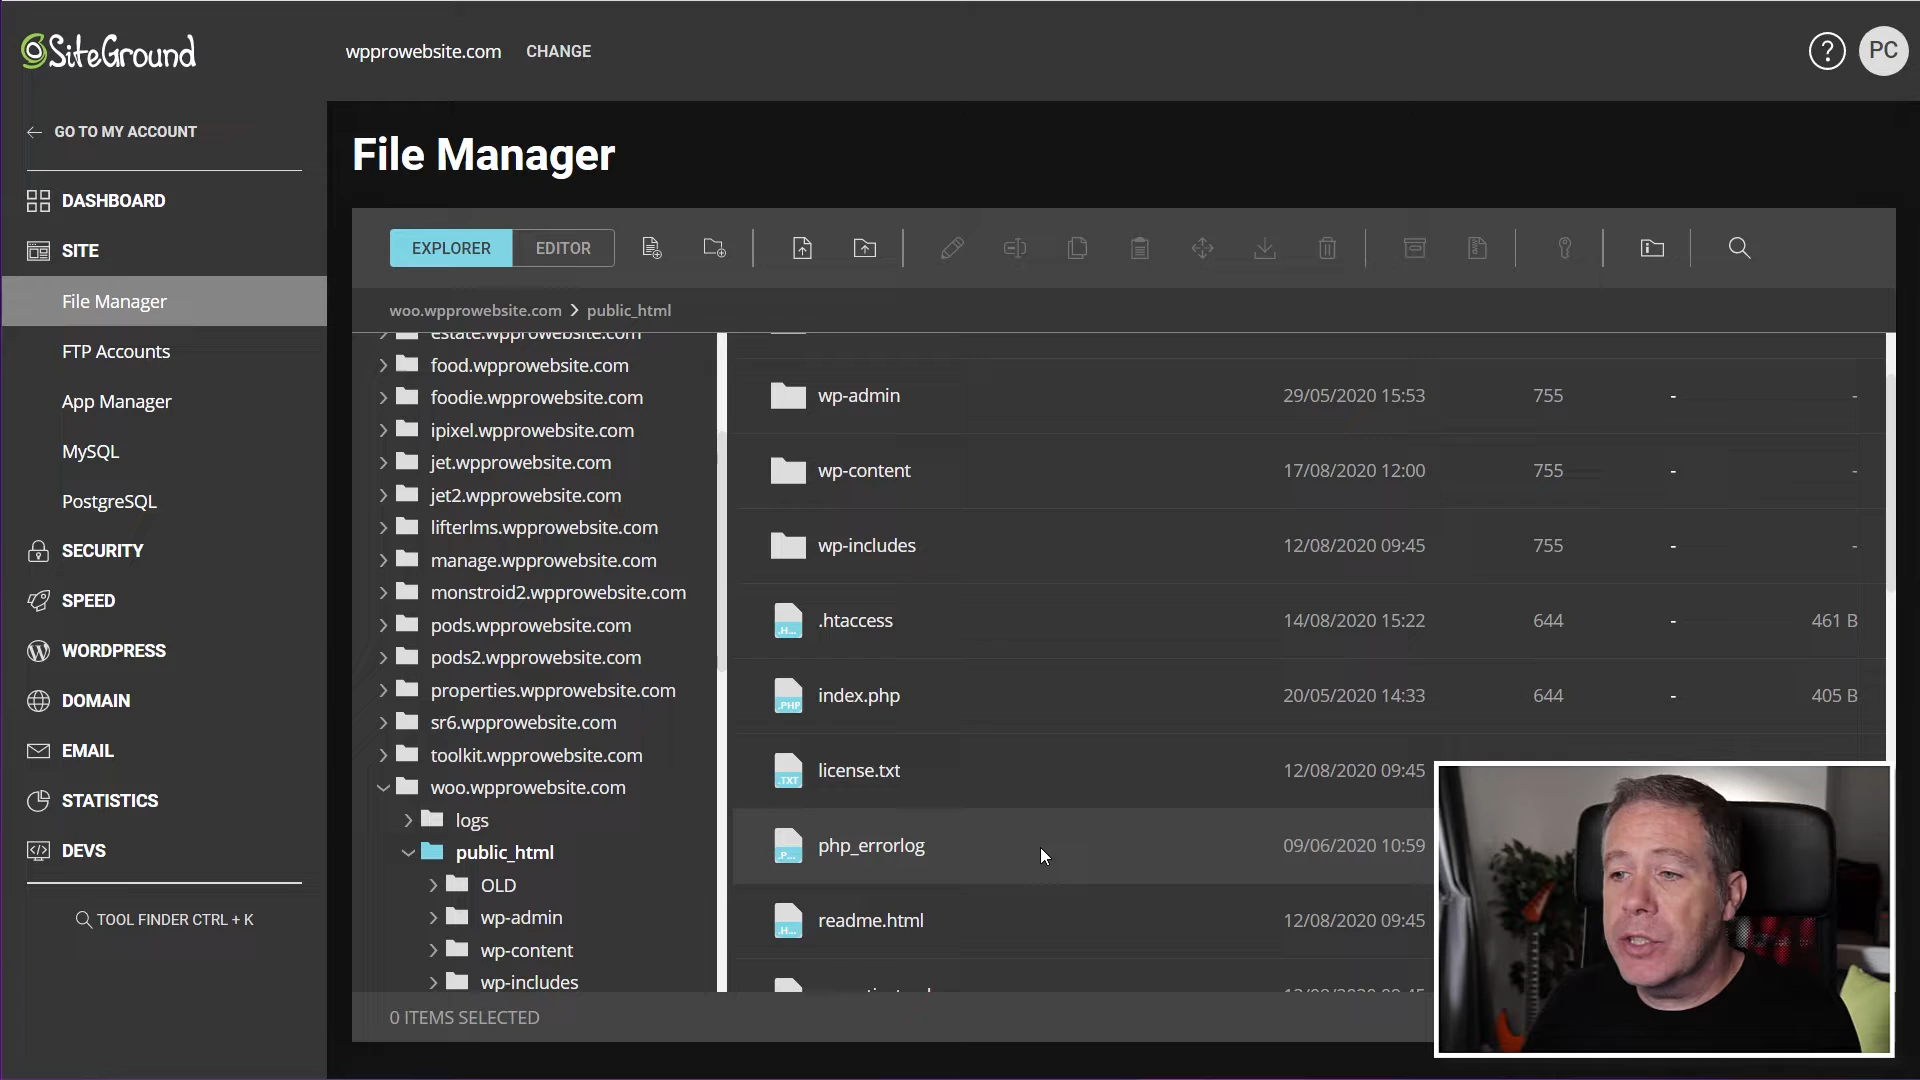 SiteGround
wpprowebsite.com CHANGE
?
PC
GO TO MY ACCOUNT
DASHBOARD
SITE
File Manager
FTP Accounts
App Manager
MySQL
PostgreSQL
SECURITY
SPEED
WORDPRESS
DOMAIN
EMAIL
STATISTICS
DEVS
TOOL FINDER CTRL + K
File Manager
EXPLORER EDITOR
woo.wpprowebsite.com > public_html
estate.wpprowebsite.com
food.wpprowebsite.com
foodie.wpprowebsite.com
ipixel.wpprowebsite.com
jet.wpprowebsite.com
jet2.wpprowebsite.com
lifterlms.wpprowebsite.com
manage.wpprowebsite.com
monstroid2.wpprowebsite.com
pods.wpprowebsite.com
pods2.wpprowebsite.com
properties.wpprowebsite.com
sr6.wpprowebsite.com
toolkit.wpprowebsite.com
woo.wpprowebsite.com
logs
public_html
OLD
wp-admin
wp-content
wp-includes
wp-admin 29/05/2020 15:53 755 - -
wp-content 17/08/2020 12:00 755 - -
wp-includes 12/08/2020 09:45 755 - -
.H... .htaccess 14/08/2020 15:22 644 - 461 B
.PHP index.php 20/05/2020 14:33 644 - 405 B
.TXT license.txt 12/08/2020 09:45
.P... php_errorlog 09/06/2020 10:59
.H... readme.html 12/08/2020 09:45
0 ITEMS SELECTED